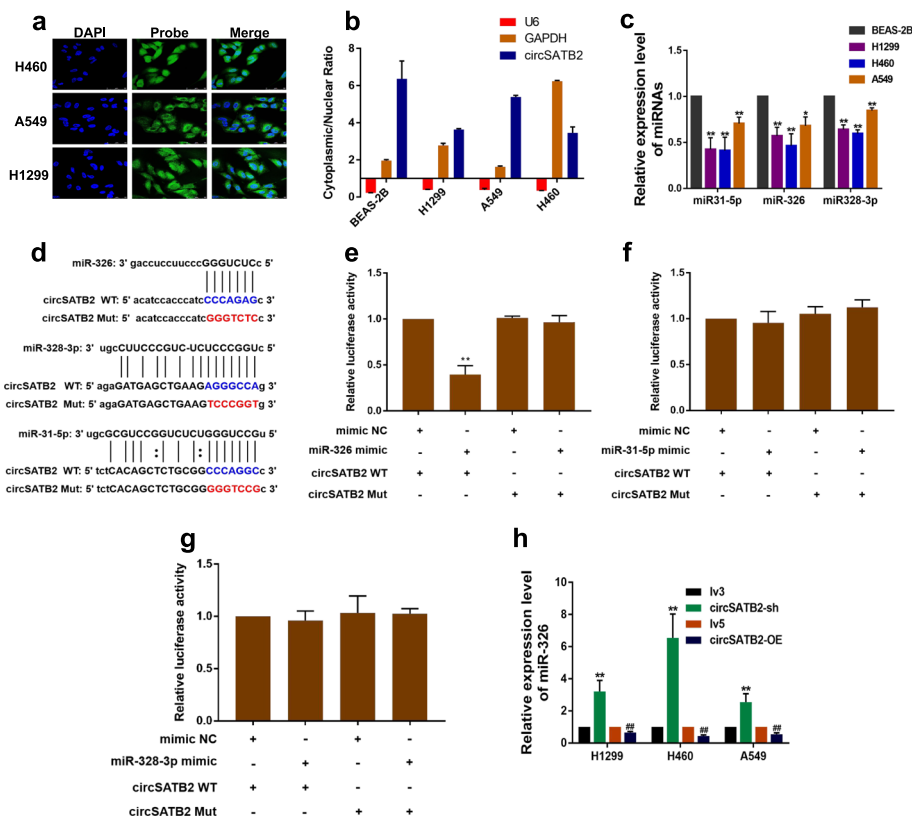 a
DAPI Probe Merge
H460
A549
H1299
b
U6
GAPDH
circSATB2
Cytoplasmic/Nuclear Ratio
8
6
4
2
1
0
BEAS-2B H1299 A549 H460
c
BEAS-2B
H1299
H460
A549
Relative expression level
of miRNAs
1.5
1.0
0.5
0.0
** ** ** ** ** * ** ** **
miR31-5p miR-326 miR328-3p
d
miR-326: 3' gaccuccuucccGGGUCUCc 5'
circSATB2 WT: 5' acatccacccatcCCCAGAGc 3'
circSATB2 Mut: 5' acatccacccatcGGGTCTCc 3'
miR-328-3p: 3' ugcCUUCCCGUC-UCUCCCGGUc 5'
circSATB2 WT: 5' agaGATGAGCTGAAGAGGGCCAg 3'
circSATB2 Mut: 5' agaGATGAGCTGAAGTCCCGGTg 3'
miR-31-5p: 3' ugcGCGUCCGGUCUCUGGGUCCGu 5'
circSATB2 WT: 5' tctCACAGCTCTGCGGCCCAGGCc 3'
circSATB2 Mut: 5' tctCACAGCTCTGCGGGGGTCCGc 3'
e
Relative luciferase activity
1.5
1.0
0.5
0.0
**
mimic NC + - + -
miR-326 mimic - + - +
circSATB2 WT + + - -
circSATB2 Mut - - + +
f
Relative luciferase activity
1.5
1.0
0.5
0.0
mimic NC + - + -
miR-31-5p mimic - + - +
circSATB2 WT + + - -
circSATB2 Mut - - + +
g
Relative luciferase activity
1.5
1.0
0.5
0.0
mimic NC + - + -
miR-328-3p mimic - + - +
circSATB2 WT + + - -
circSATB2 Mut - - + +
h
lv3
circSATB2-sh
lv5
circSATB2-OE
Relative expression level
of miR-326
10
8
6
4
2
0
** ## ** ## ** ##
H1299 H460 A549